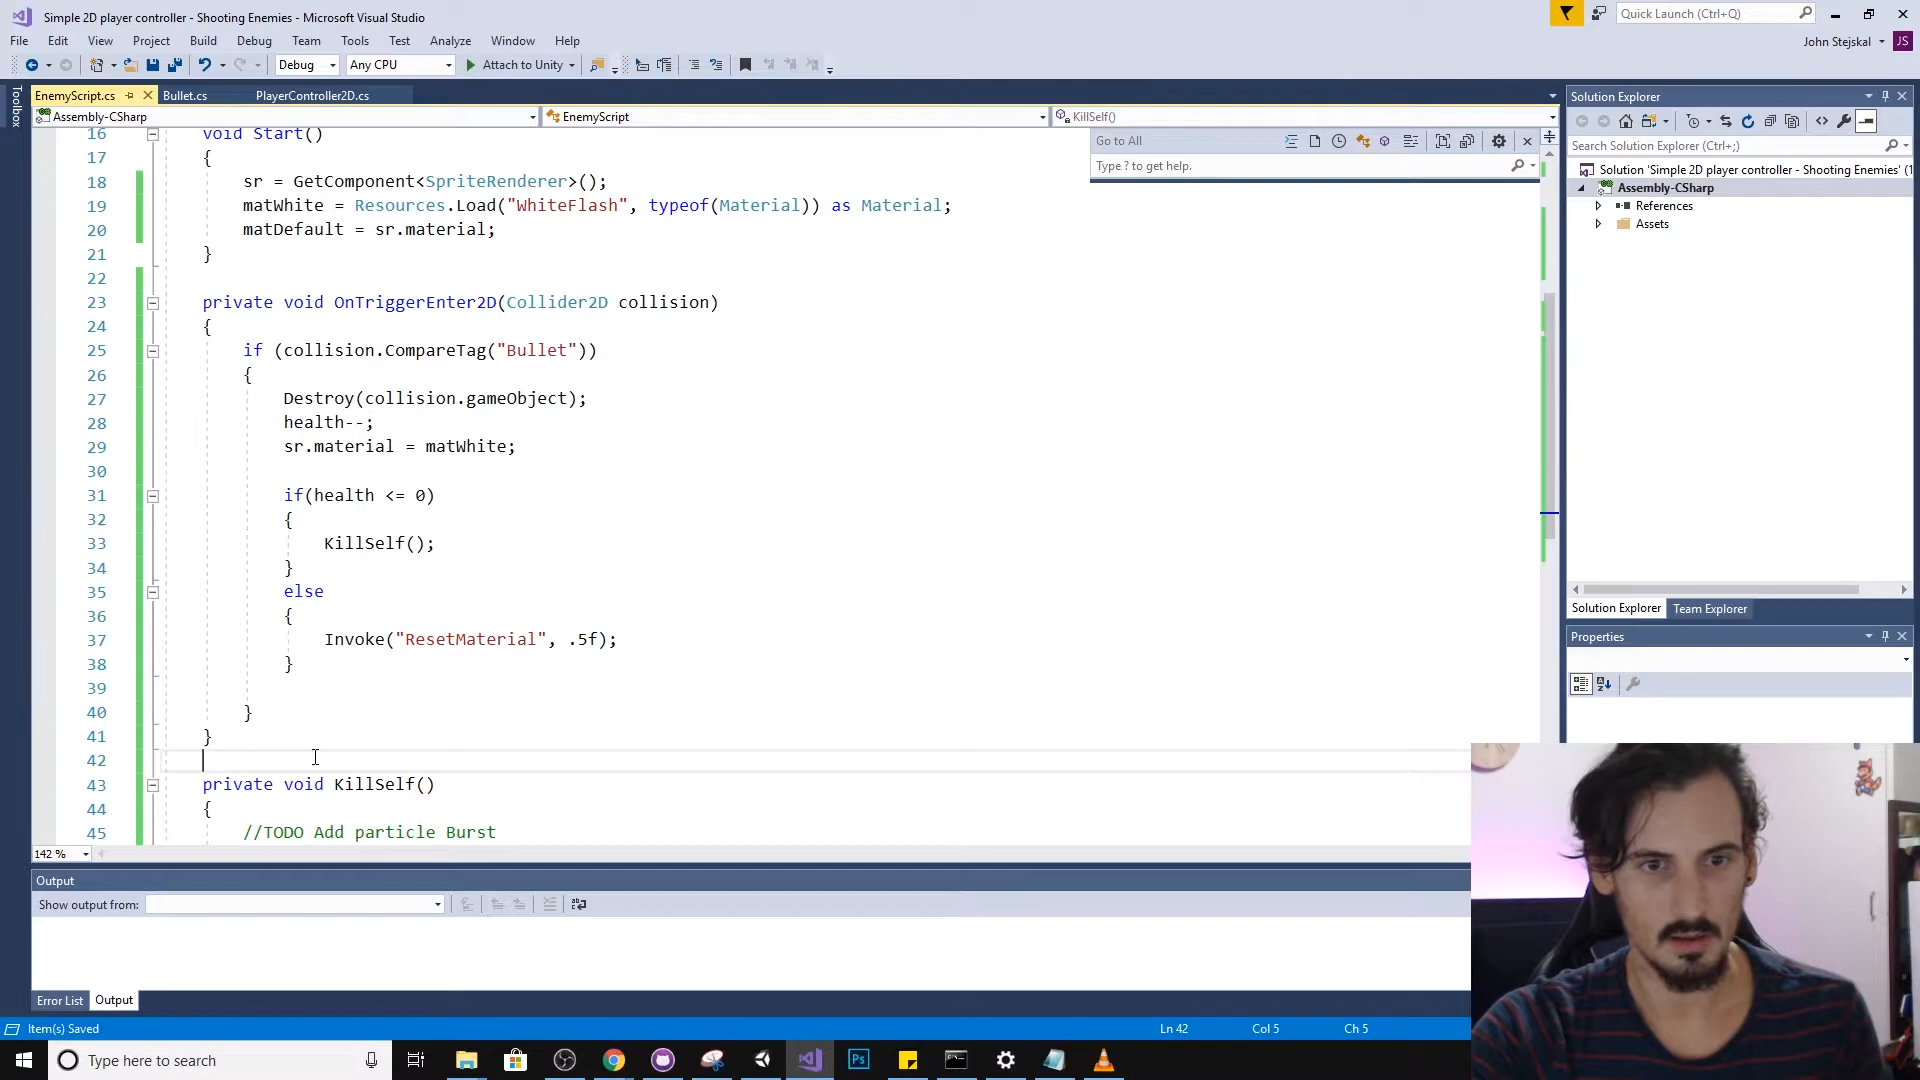 Simple 2D player controller - Shooting Enemies - Microsoft Visual Studio
Quick Launch (Ctrl+Q)
File Edit View Project Build Debug Team Tools Test Analyze Window Help
John Stejskal JS
Debug Any CPU Attach to Unity
Toolbox
EnemyScript.cs Bullet.cs PlayerController2D.cs
Solution Explorer
Assembly-CSharp EnemyScript KillSelf()
Go to All
Type ? to get help.
Search Solution Explorer (Ctrl+;)
Solution 'Simple 2D player controller - Shooting Enemies' (1
Assembly-CSharp
References
Assets
16 void Start()
17 {
18 sr = GetComponent<SpriteRenderer>();
19 matWhite = Resources.Load("WhiteFlash", typeof(Material)) as Material;
20 matDefault = sr.material;
21 }
22
23 private void OnTriggerEnter2D(Collider2D collision)
24 {
25 if (collision.CompareTag("Bullet"))
26 {
27 Destroy(collision.gameObject);
28 health--;
29 sr.material = matWhite;
30
31 if(health <= 0)
32 {
33 KillSelf();
34 }
35 else
36 {
37 Invoke("ResetMaterial", .5f);
38 }
39
40 }
41 }
42
43 private void KillSelf()
44 {
45 //TODO Add particle Burst
142 %
Solution Explorer Team Explorer
Properties
Output
Show output from:
Error List Output
Item(s) Saved Ln 42 Col 5 Ch 5
Type here to search
Ps